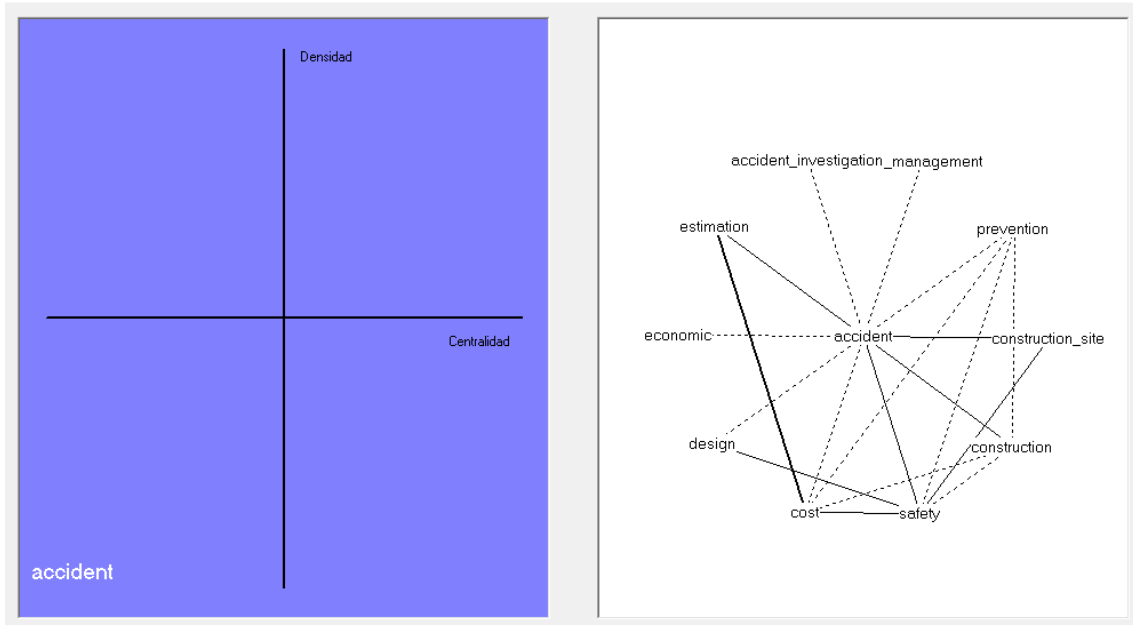 Densidad
Centralidad
accident
accident_investigation_management
estimation
prevention
economic
accident
construction_site
design
construction
cost
safety